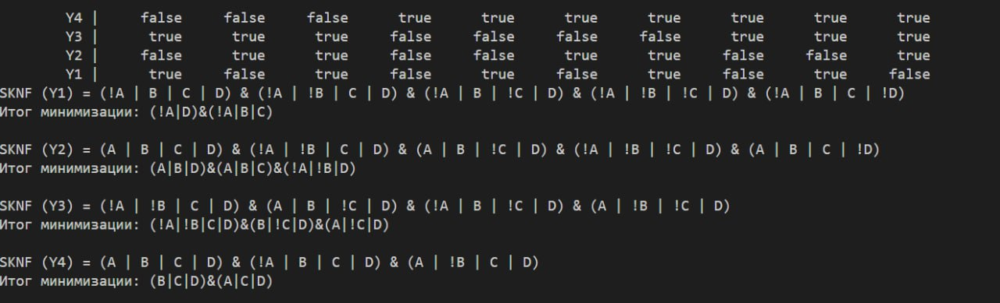 Y4 | false false false true true true true true true true
Y3 | true true true false false false false true true true
Y2 | false true true false false true true false false true
Y1 | true false true false true false true false true false
SKNF (Y1) = (!A | B | C | D) & (!A | !B | C | D) & (!A | B | !C | D) & (!A | !B | !C | D) & (!A | B | C | !D)
Итог минимизации: (!A|D)&(!A|B|C)
SKNF (Y2) = (A | B | C | D) & (!A | !B | C | D) & (A | B | !C | D) & (!A | !B | !C | D) & (A | B | C | !D)
Итог минимизации: (A|B|D)&(A|B|C)&(!A|!B|D)
SKNF (Y3) = (!A | !B | C | D) & (A | B | !C | D) & (!A | B | !C | D) & (A | !B | !C | D)
Итог минимизации: (!A|!B|C|D)&(B|!C|D)&(A|!C|D)
SKNF (Y4) = (A | B | C | D) & (!A | B | C | D) & (A | !B | C | D)
Итог минимизации: (B|C|D)&(A|C|D)